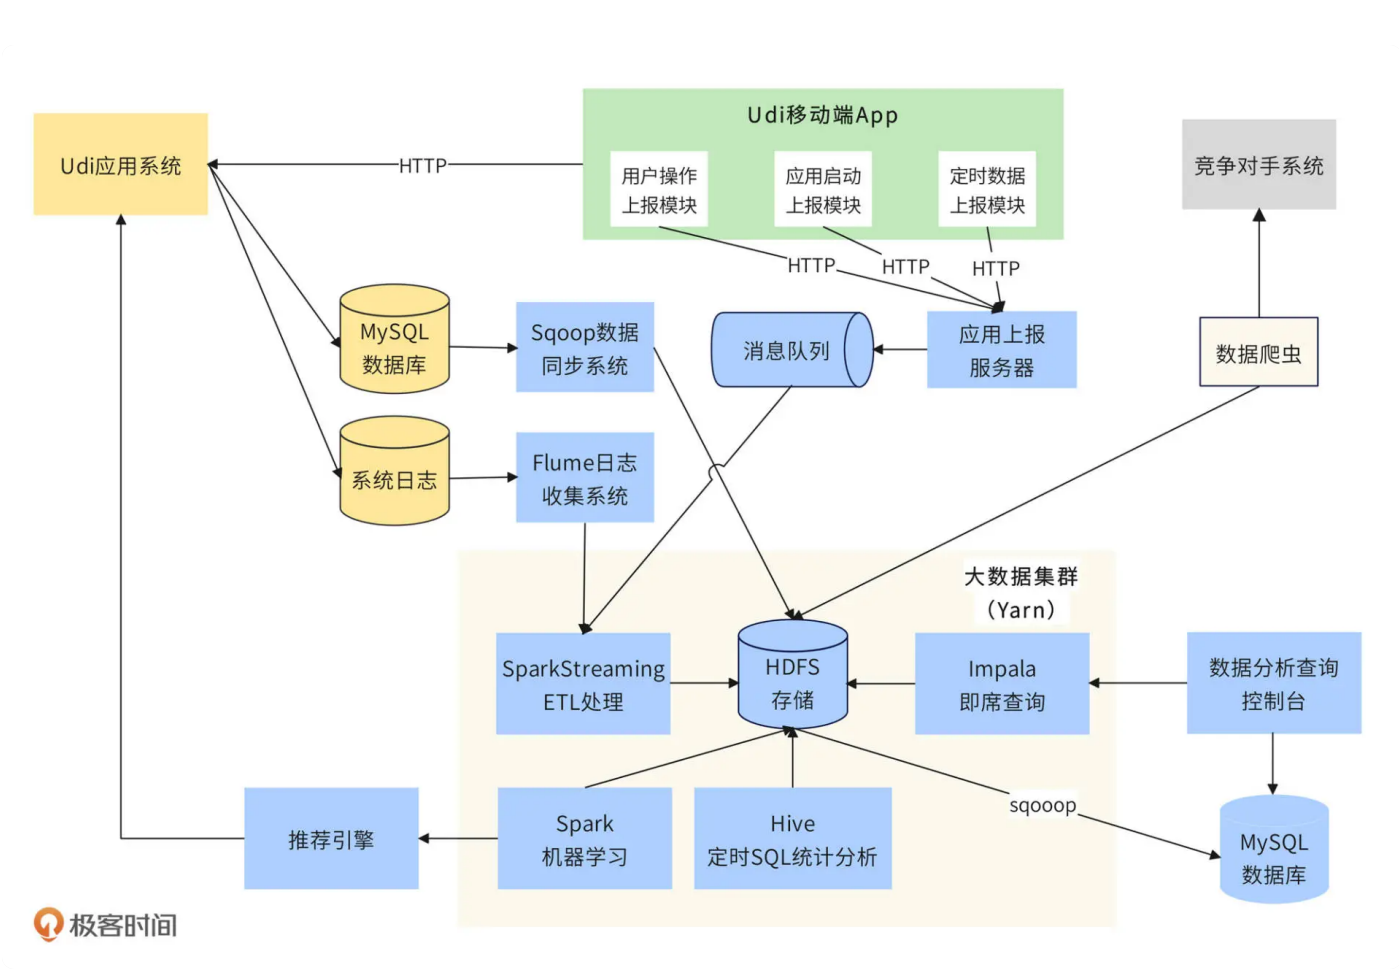 Udi移动端App
Udi应用系统
HTTP
用户操作
上报模块
应用启动
上报模块
定时数据
上报模块
竞争对手系统
HTTP
HTTP
HTTP
MySQL
数据库
Sqoop数据
同步系统
消息队列
应用上报
服务器
数据爬虫
系统日志
Flume日志
收集系统
大数据集群
（Yarn）
SparkStreaming
ETL处理
HDFS
存储
Impala
即席查询
数据分析查询
控制台
sqooop
推荐引擎
Spark
机器学习
Hive
定时SQL统计分析
MySQL
数据库
极客时间